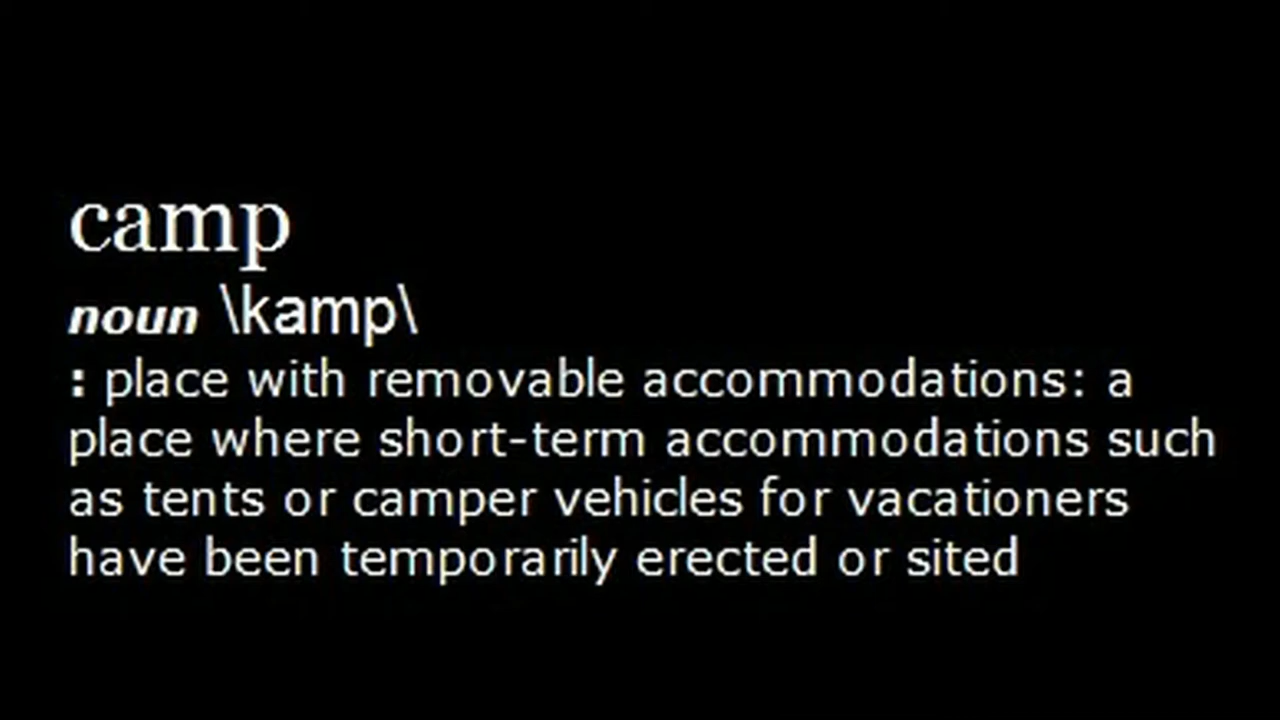 camp
noun \kamp\
: place with removable accommodations: a
place where short-term accommodations such
as tents or camper vehicles for vacationers
have been temporarily erected or sited